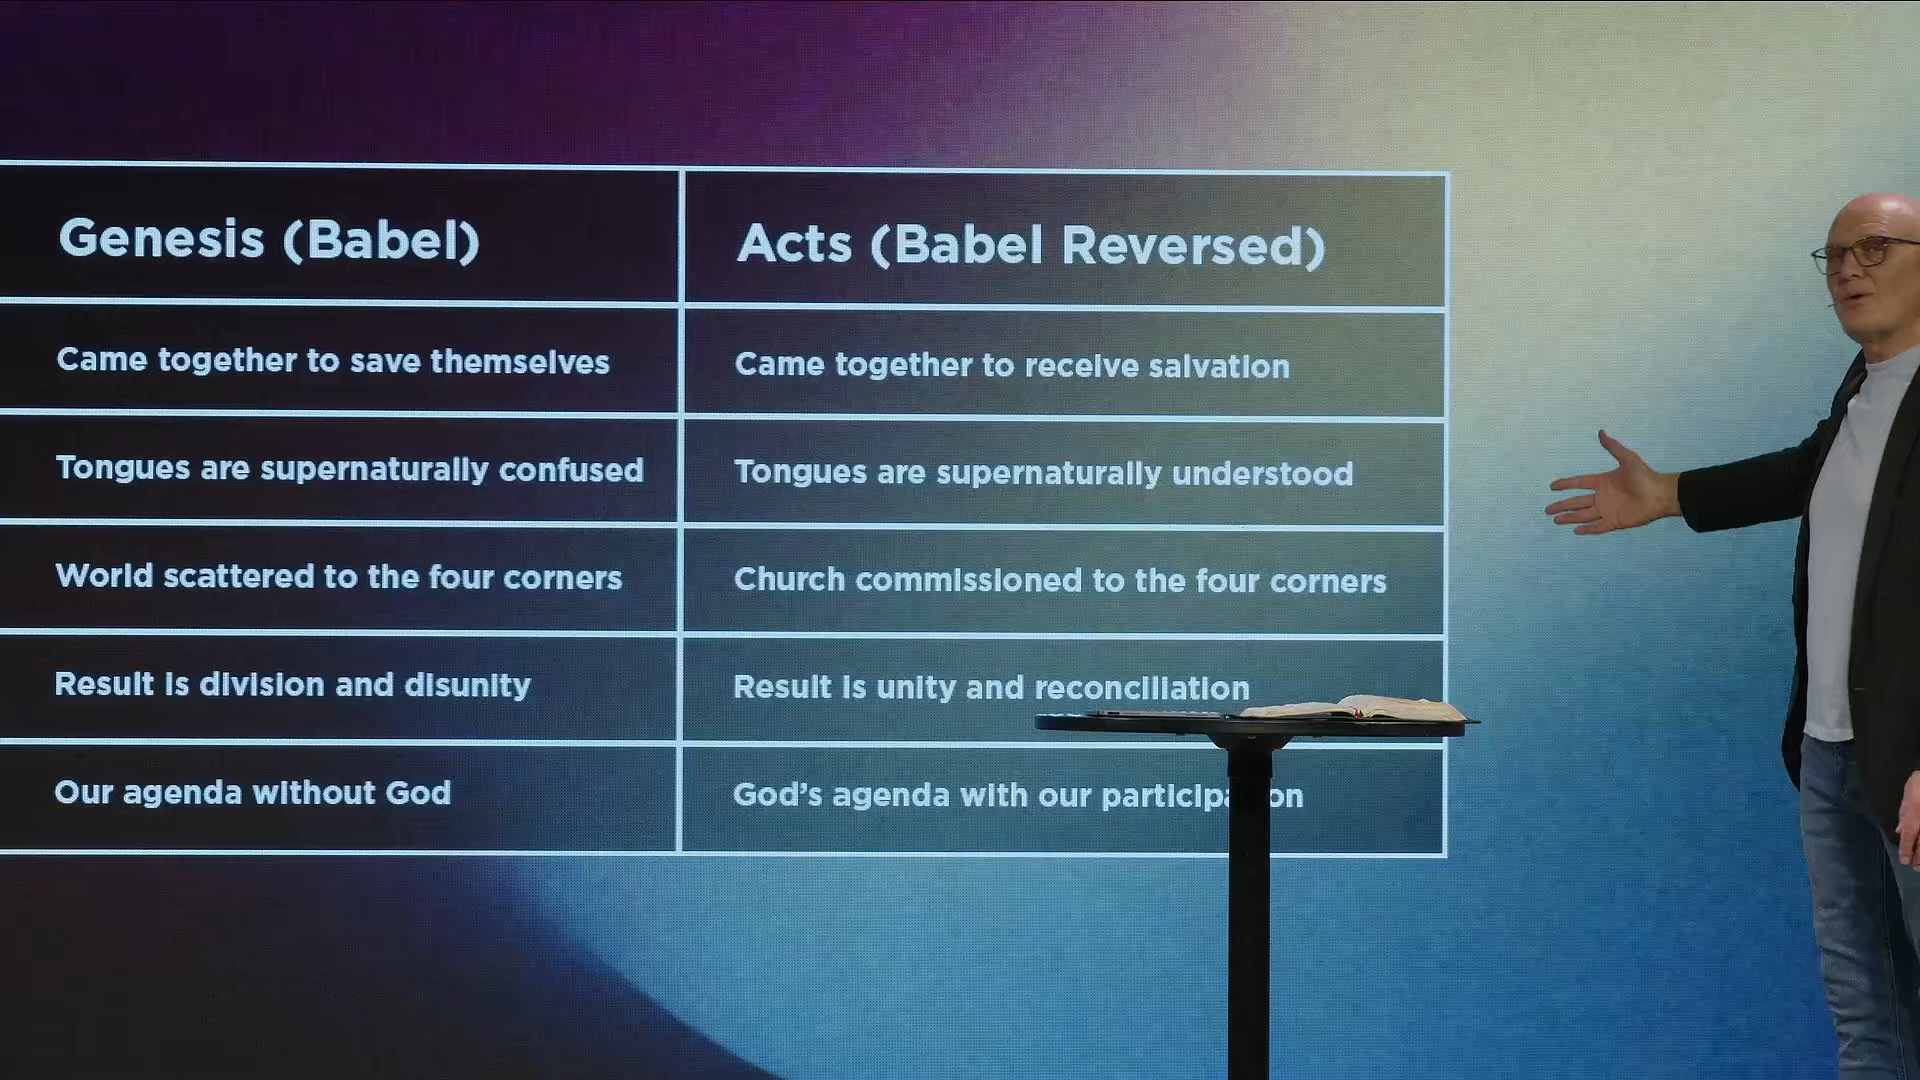 Genesis (Babel)
Acts (Babel Reversed)
Came together to save themselves
Came together to receive salvation
Tongues are supernaturally confused
Tongues are supernaturally understood
World scattered to the four corners
Church commissioned to the four corners
Result is division and disunity
Result is unity and reconciliation
Our agenda without God
God's agenda with our